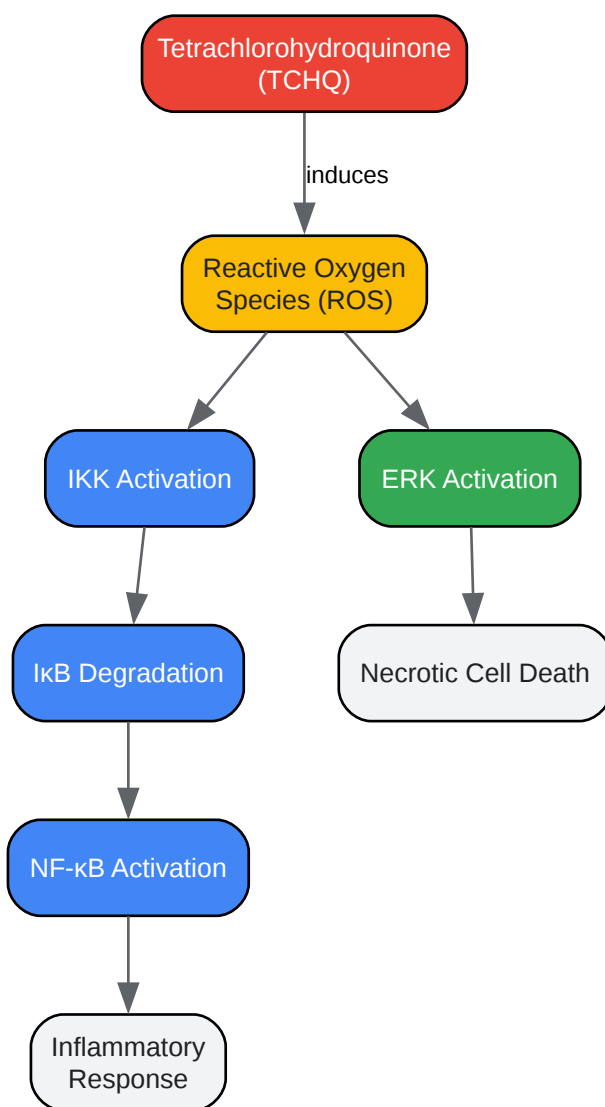 Tetrachlorohydroquinone
(TCHQ)
induces
Reactive Oxygen
Species (ROS)
IKK Activation
ERK Activation
IκB Degradation
Necrotic Cell Death
NF-κB Activation
Inflammatory
Response